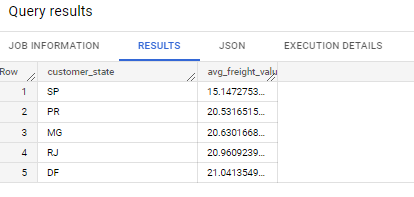 Query results
JOB INFORMATION RESULTS JSON EXECUTION DETAILS
Row customer_state avg_freight_valu
1 SP 15.1472753...
2 PR 20.5316515...
3 MG 20.6301668...
4 RJ 20.9609239...
5 DF 21.0413549...